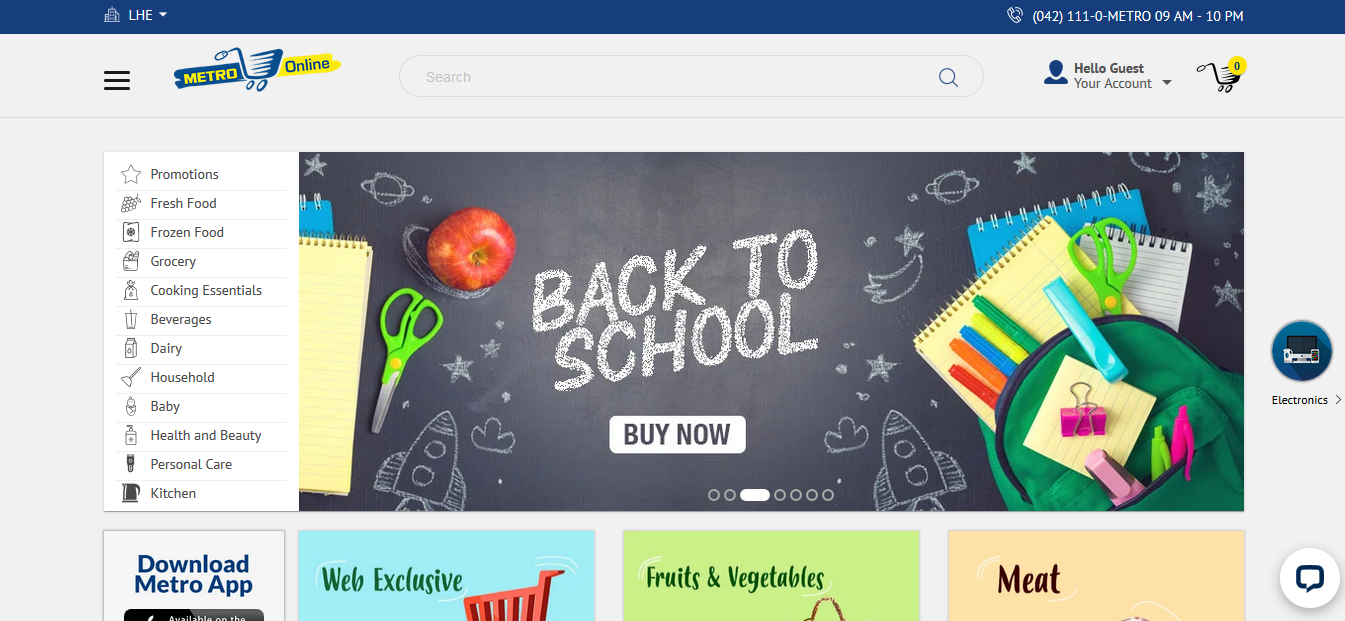 LHE
(042) 111-0-METRO 09 AM - 10 PM
METRO Online
Search
Hello Guest
Your Account
0
Promotions
Fresh Food
Frozen Food
Grocery
Cooking Essentials
Beverages
Dairy
Household
Baby
Health and Beauty
Personal Care
Kitchen
BACK TO
SCHOOL
BUY NOW
Electronics
Download
Metro App
Available on the
Web Exclusive
Fruits & Vegetables
Meat